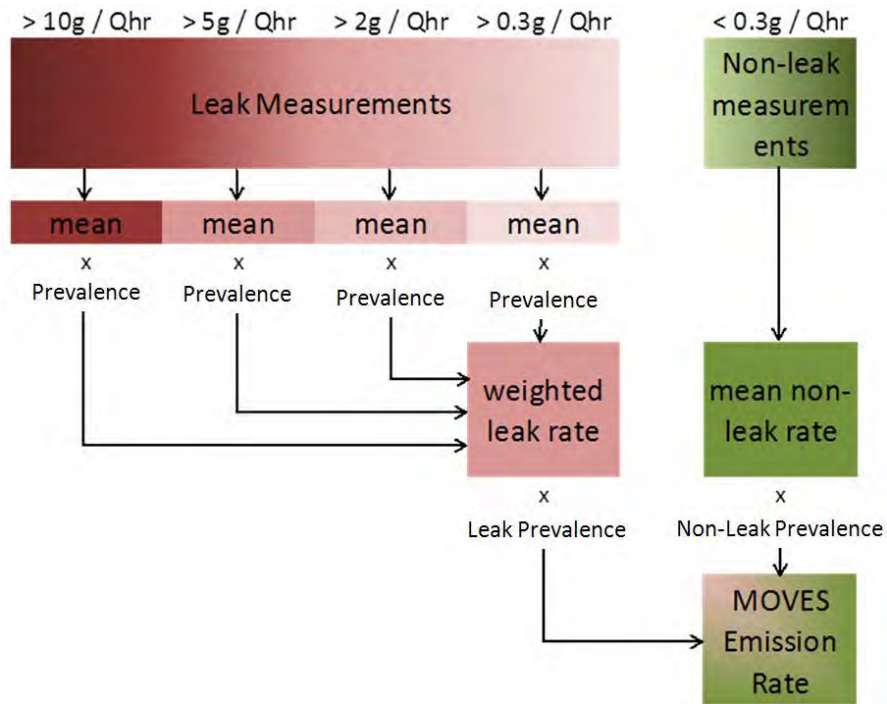 > 10g / Qhr > 5g / Qhr > 2g / Qhr > 0.3g / Qhr < 0.3g / Qhr
Leak Measurements
Non-leak
measurem
ents
mean mean mean mean
x x x x
Prevalence Prevalence Prevalence Prevalence
weighted
leak rate
mean non-
leak rate
x x
Leak Prevalence Non-Leak Prevalence
MOVES
Emission
Rate